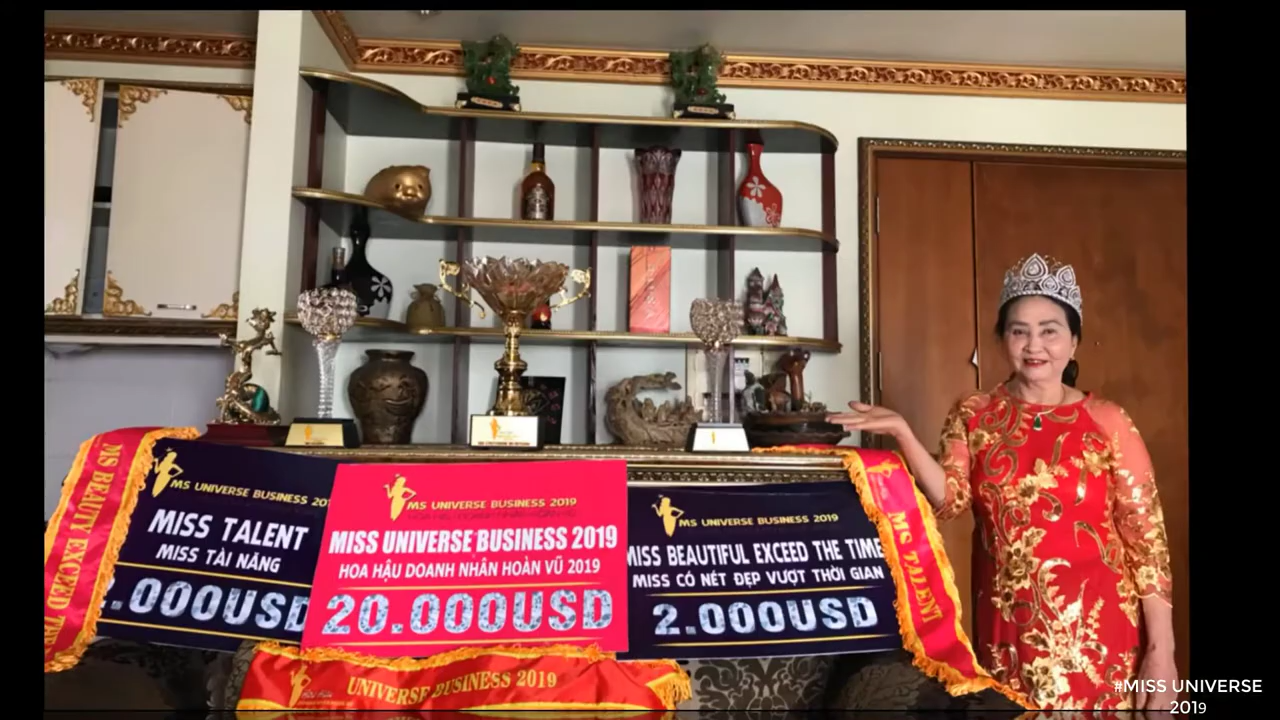 MS BEAUTY EXCEED
MS UNIVERSE BUSINESS 20
MISS TALENT
MISS TÀI NĂNG
2.000USD
MS UNIVERSE BUSINESS 2019
MISS UNIVERSE BUSINESS 2019
HOA HẬU DOANH NHÂN HOÀN VŨ 2019
20.000USD
MS UNIVERSE BUSINESS 2019
MISS BEAUTIFUL EXCEED THE TIME
MISS CÓ NÉT ĐẸP VƯỢT THỜI GIAN
2.000USD
MS TALENT
UNIVERSE BUSINESS 2019
#MISS UNIVERSE
2019